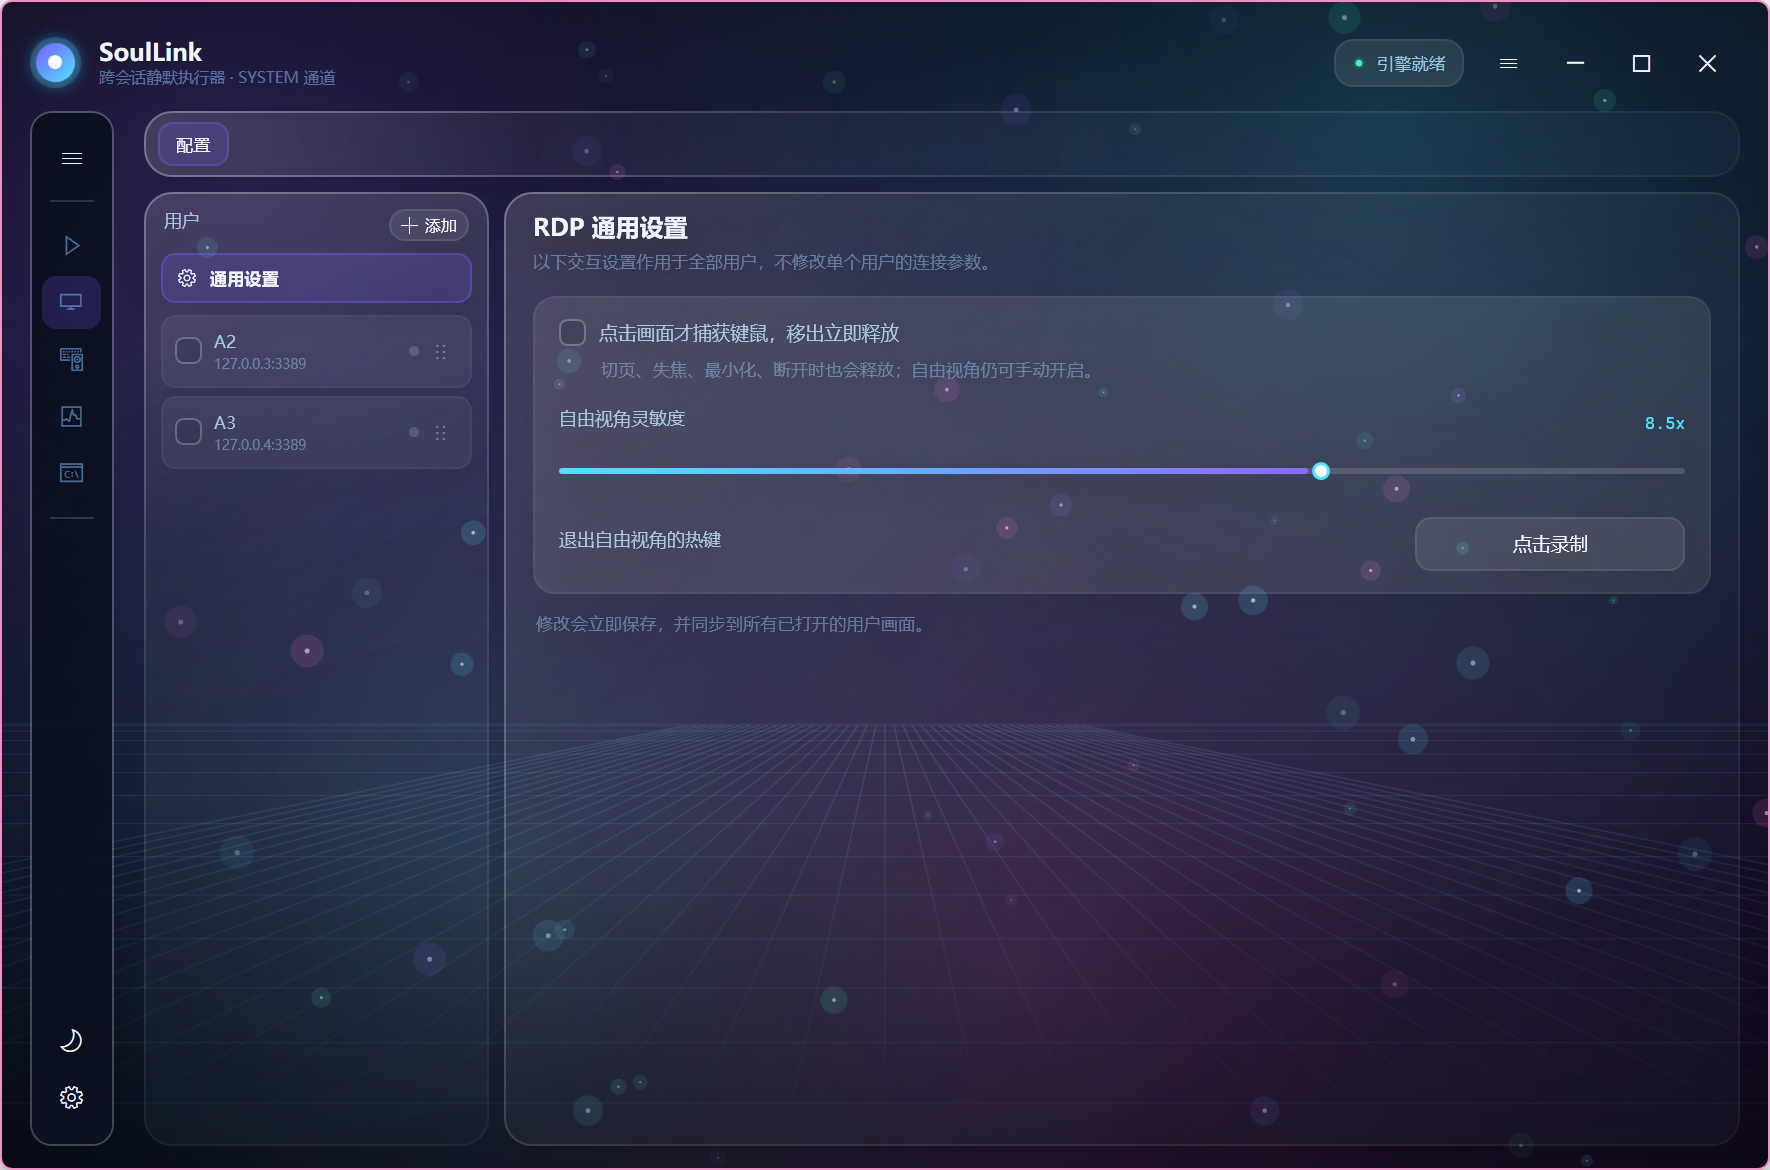 SoulLink
跨会话静默执行器 · SYSTEM 通道
引擎就绪
配置
用户
添加
通用设置
A2
127.0.0.3:3389
A3
127.0.0.4:3389
RDP 通用设置
以下交互设置作用于全部用户，不修改单个用户的连接参数。
点击画面才捕获键鼠，移出立即释放
切页、失焦、最小化、断开时也会释放；自由视角仍可手动开启。
自由视角灵敏度
8.5x
退出自由视角的热键
点击录制
修改会立即保存，并同步到所有已打开的用户画面。
C:\